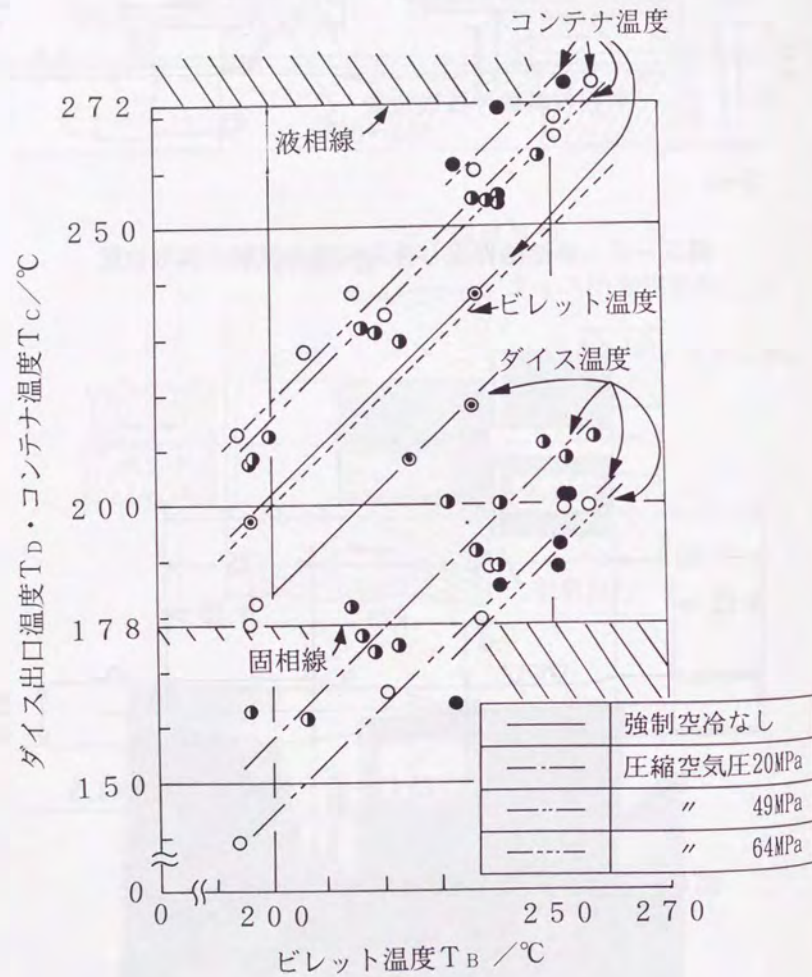 コンテナ温度
272
液相線
250
ビレット温度
ダイス温度
200
178
固相線
強制空冷なし
圧縮空気圧20MPa
〃 49MPa
〃 64MPa
150
0
0 200 250 270
ビレット温度TB /℃
ダイス出口温度TD・コンテナ温度Tc/℃